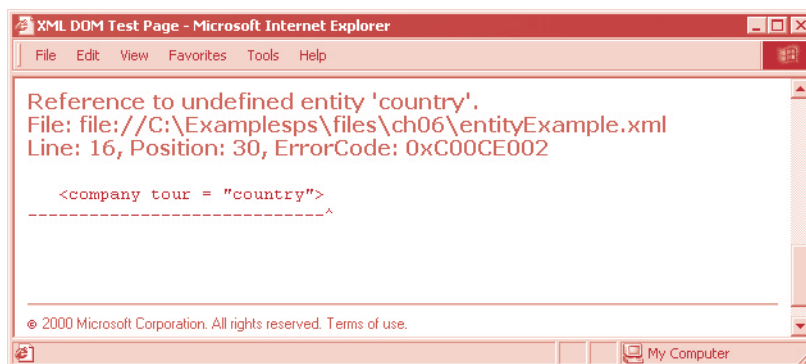 XML DOM Test Page - Microsoft Internet Explorer
File Edit View Favorites Tools Help
Reference to undefined entity 'country'.
File: file://C:\Examplesps\files\ch06\entityExample.xml
Line: 16, Position: 30, ErrorCode: 0xC00CE002
<company tour = "country">
-----------------------------^
© 2000 Microsoft Corporation. All rights reserved. Terms of use.
My Computer